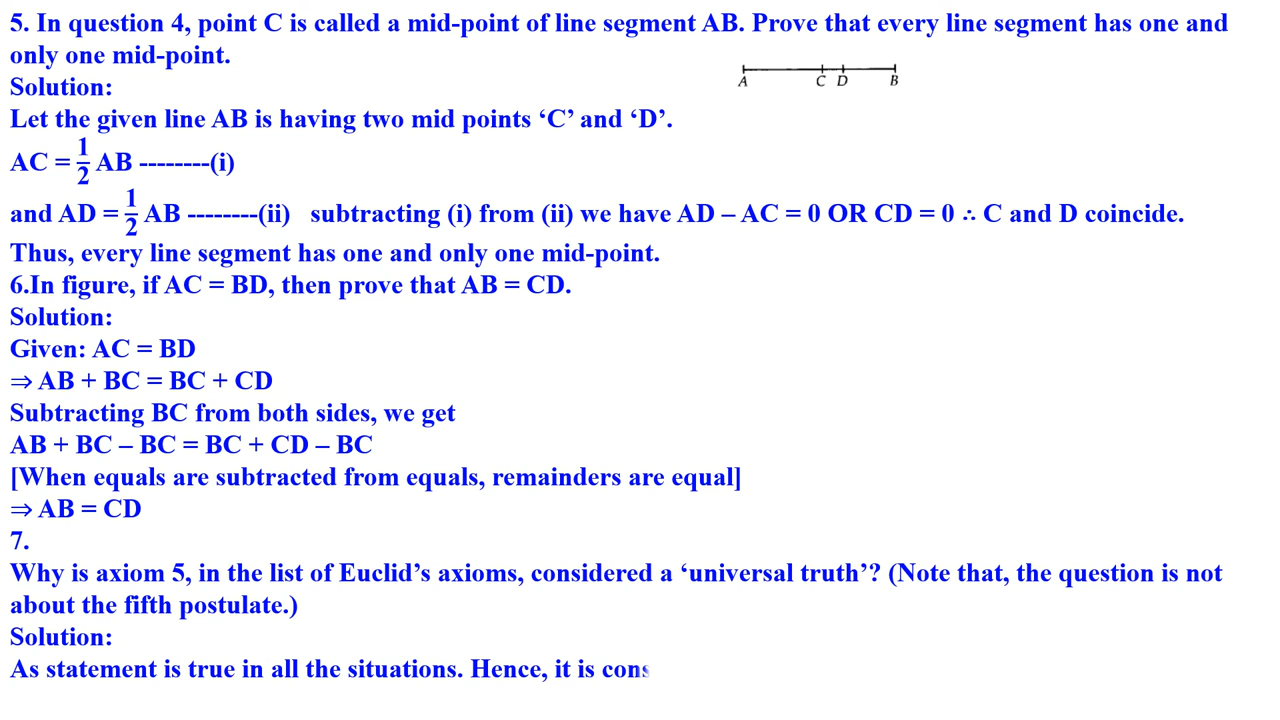 5. In question 4, point C is called a mid-point of line segment AB. Prove that every line segment has one and
only one mid-point.
A C D B
Solution:
Let the given line AB is having two mid points ‘C’ and ‘D’.
AC = 1/2 AB --------(i)
and AD = 1/2 AB --------(ii) subtracting (i) from (ii) we have AD – AC = 0 OR CD = 0 ∴ C and D coincide.
Thus, every line segment has one and only one mid-point.
6.In figure, if AC = BD, then prove that AB = CD.
Solution:
Given: AC = BD
⇒ AB + BC = BC + CD
Subtracting BC from both sides, we get
AB + BC – BC = BC + CD – BC
[When equals are subtracted from equals, remainders are equal]
⇒ AB = CD
7.
Why is axiom 5, in the list of Euclid’s axioms, considered a ‘universal truth’? (Note that, the question is not
about the fifth postulate.)
Solution:
As statement is true in all the situations. Hence, it is cons